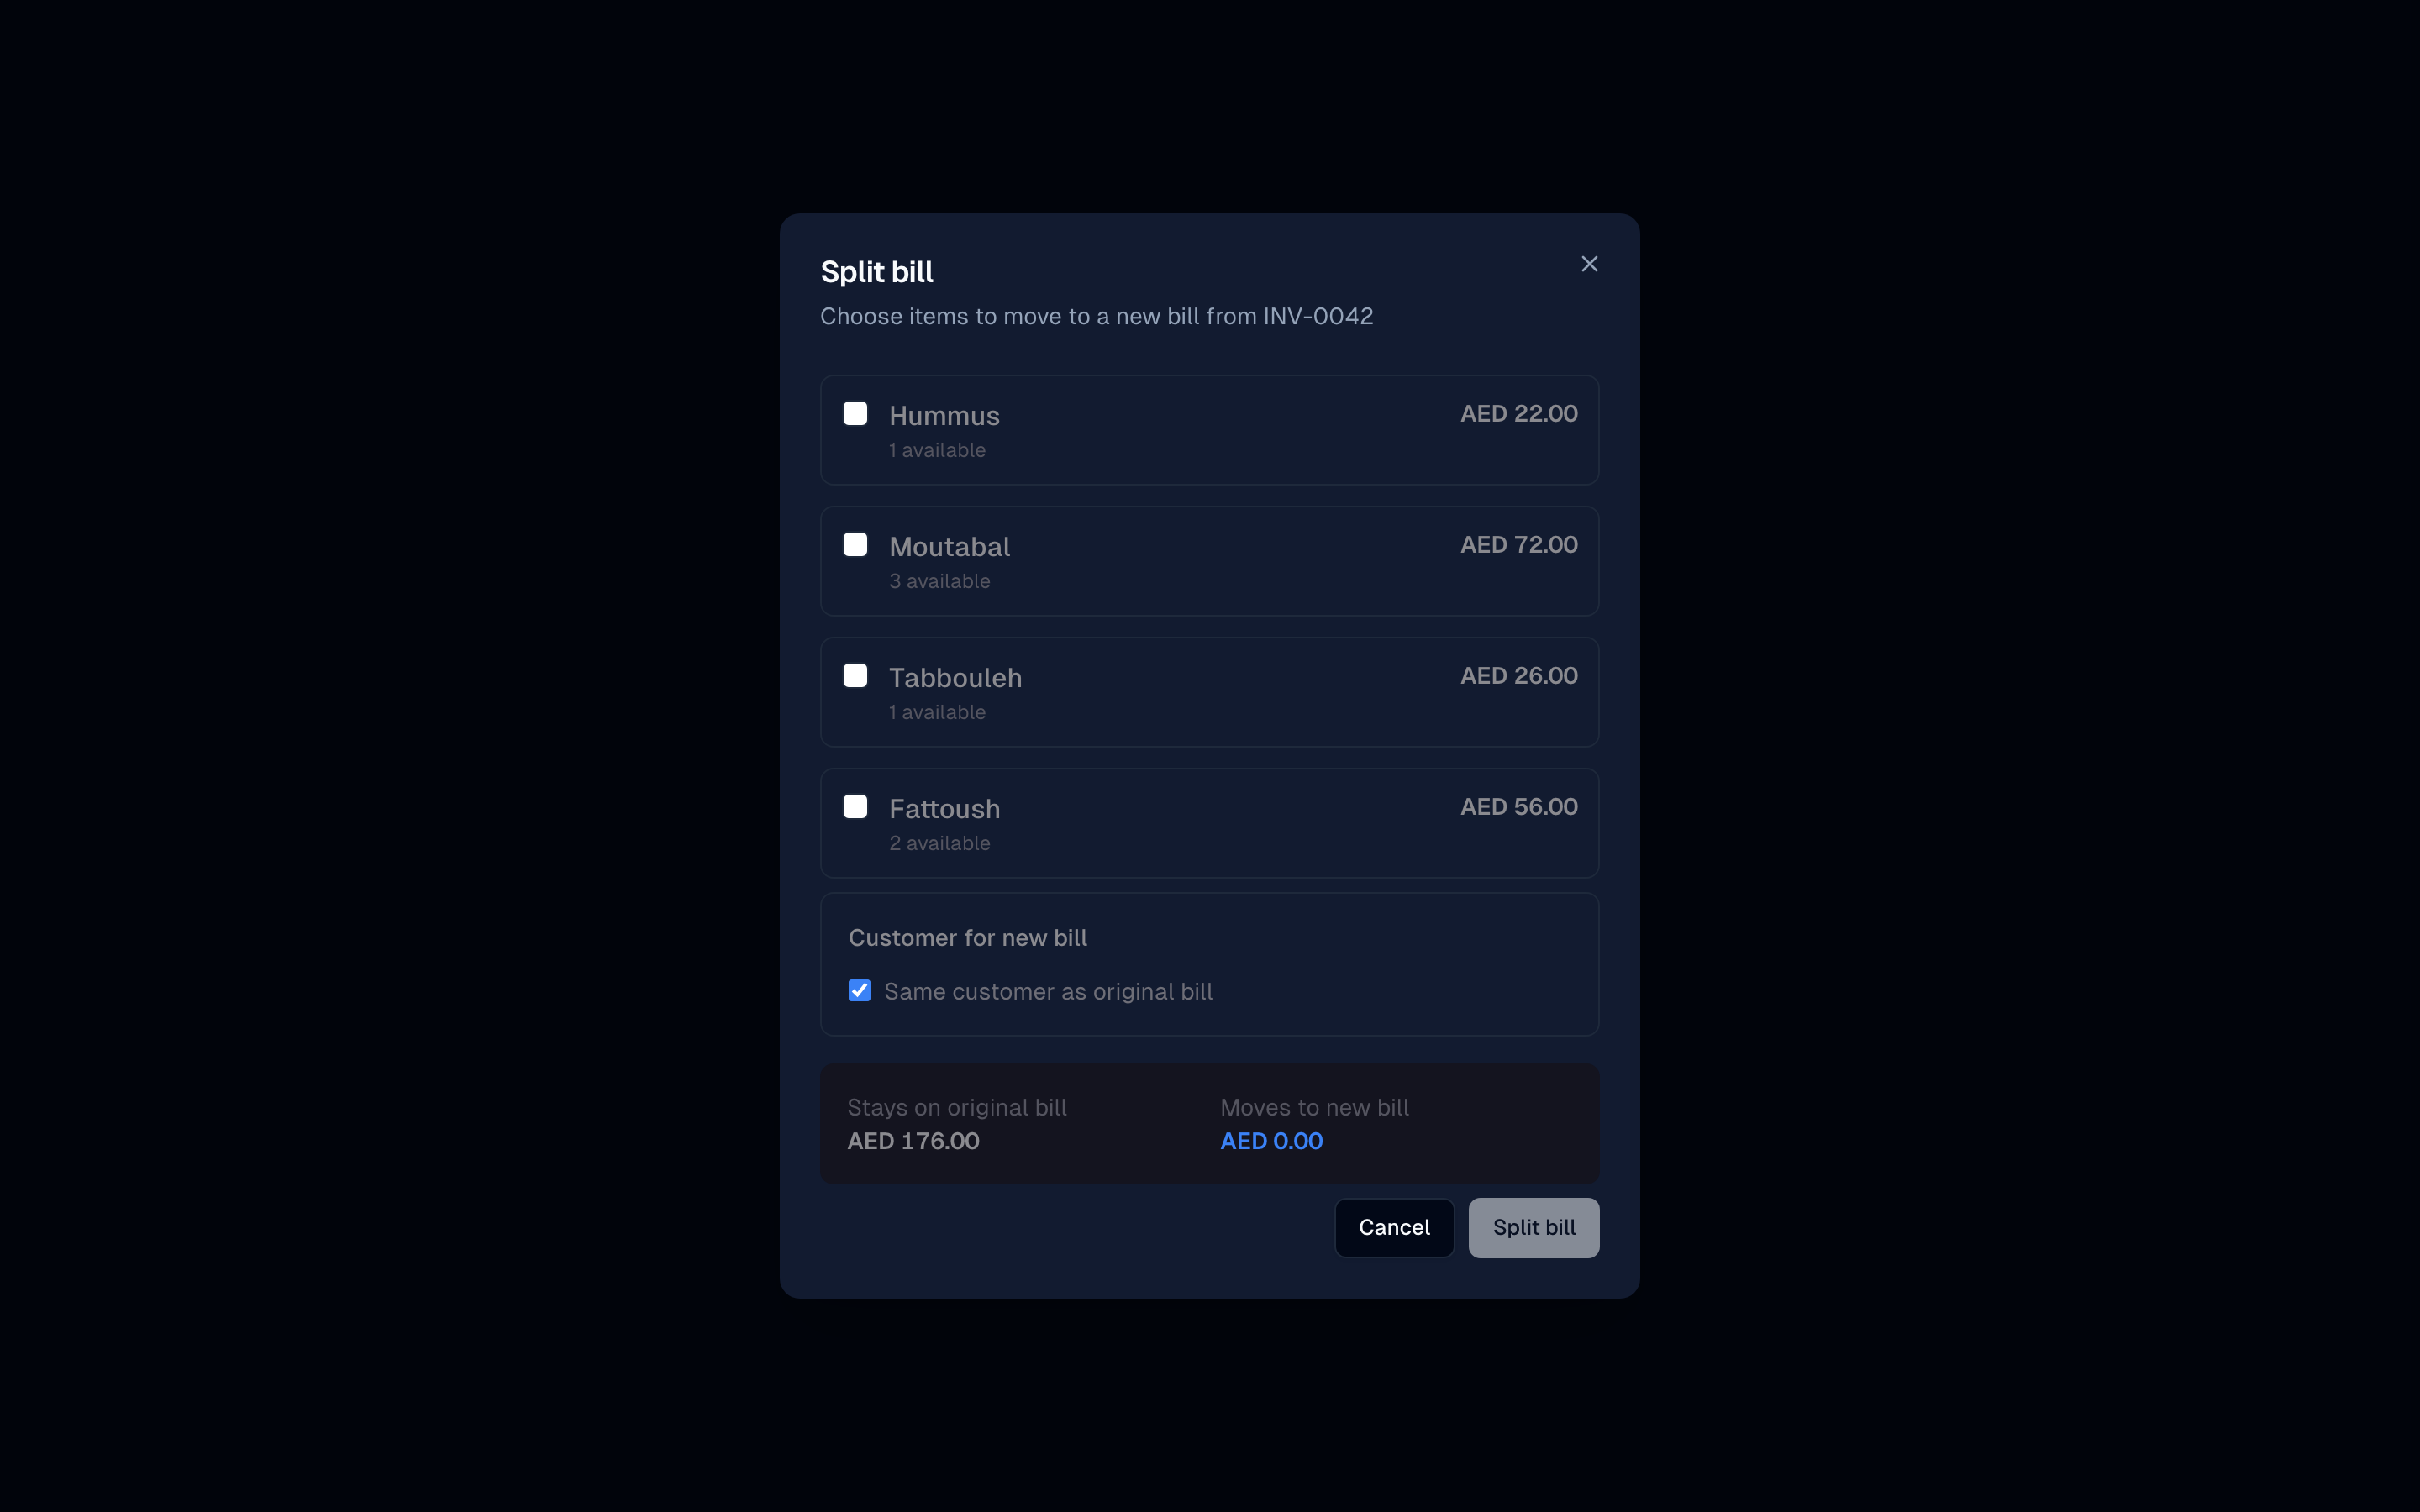 Split bill
Choose items to move to a new bill from INV-0042
Hummus AED 22.00
1 available
Moutabal AED 72.00
3 available
Tabbouleh AED 26.00
1 available
Fattoush AED 56.00
2 available
Customer for new bill
Same customer as original bill
Stays on original bill Moves to new bill
AED 176.00 AED 0.00
Cancel Split bill